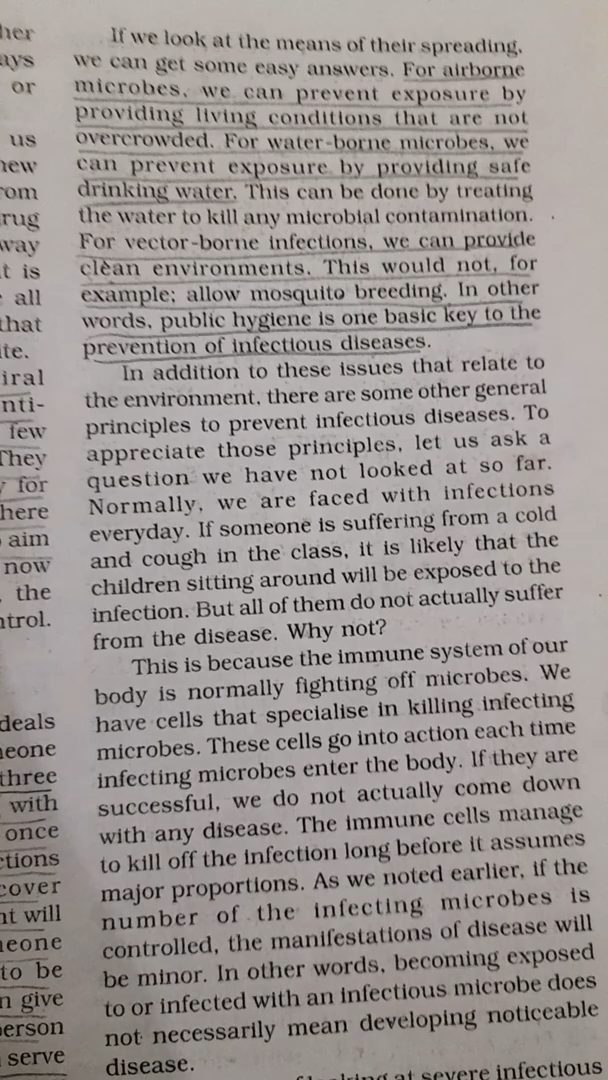 her
ays
or
us
new
rom
rug
way
t is
all
that
ite.
iral
nti-
few
They
for
here
aim
now
, the
ntrol.
deals
neone
three
with
once
ctions
cover
nt will
neone
to be
n give
person
serve
If we look at the means of their spreading,
we can get some easy answers. For airborne
microbes, we can prevent exposure by
providing living conditions that are not
overcrowded. For water-borne microbes, we
can prevent exposure by providing safe
drinking water. This can be done by treating
the water to kill any microbial contamination.
For vector-borne infections, we can provide
clean environments. This would not, for
example; allow mosquito breeding. In other
words, public hygiene is one basic key to the
prevention of infectious diseases.
In addition to these issues that relate to
the environment, there are some other general
principles to prevent infectious diseases. To
appreciate those principles, let us ask a
question we have not looked at so far.
Normally, we are faced with infections
everyday. If someone is suffering from a cold
and cough in the class, it is likely that the
children sitting around will be exposed to the
infection. But all of them do not actually suffer
from the disease. Why not?
This is because the immune system of our
body is normally fighting off microbes. We
have cells that specialise in killing infecting
microbes. These cells go into action each time
infecting microbes enter the body. If they are
successful, we do not actually come down
with any disease. The immune cells manage
to kill off the infection long before it assumes
major proportions. As we noted earlier, if the
number of the infecting microbes is
controlled, the manifestations of disease will
be minor. In other words, becoming exposed
to or infected with an infectious microbe does
not necessarily mean developing noticeable
disease.
at severe infectious